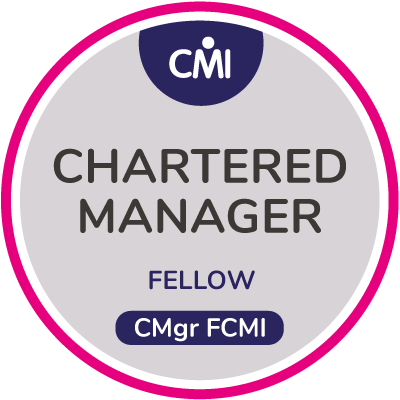 CMI
CHARTERED
MANAGER
FELLOW
CMgr FCMI